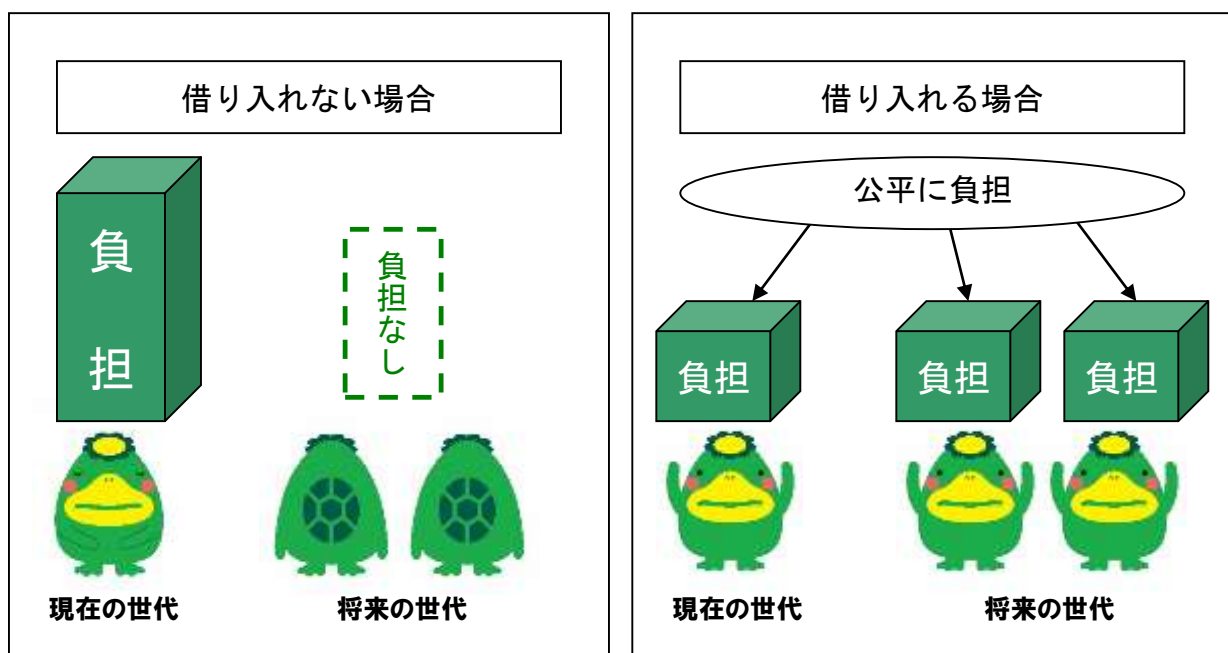 借り入れない場合
負担
負担なし
現在の世代
将来の世代
借り入れる場合
公平に負担
負担
負担
負担
現在の世代
将来の世代